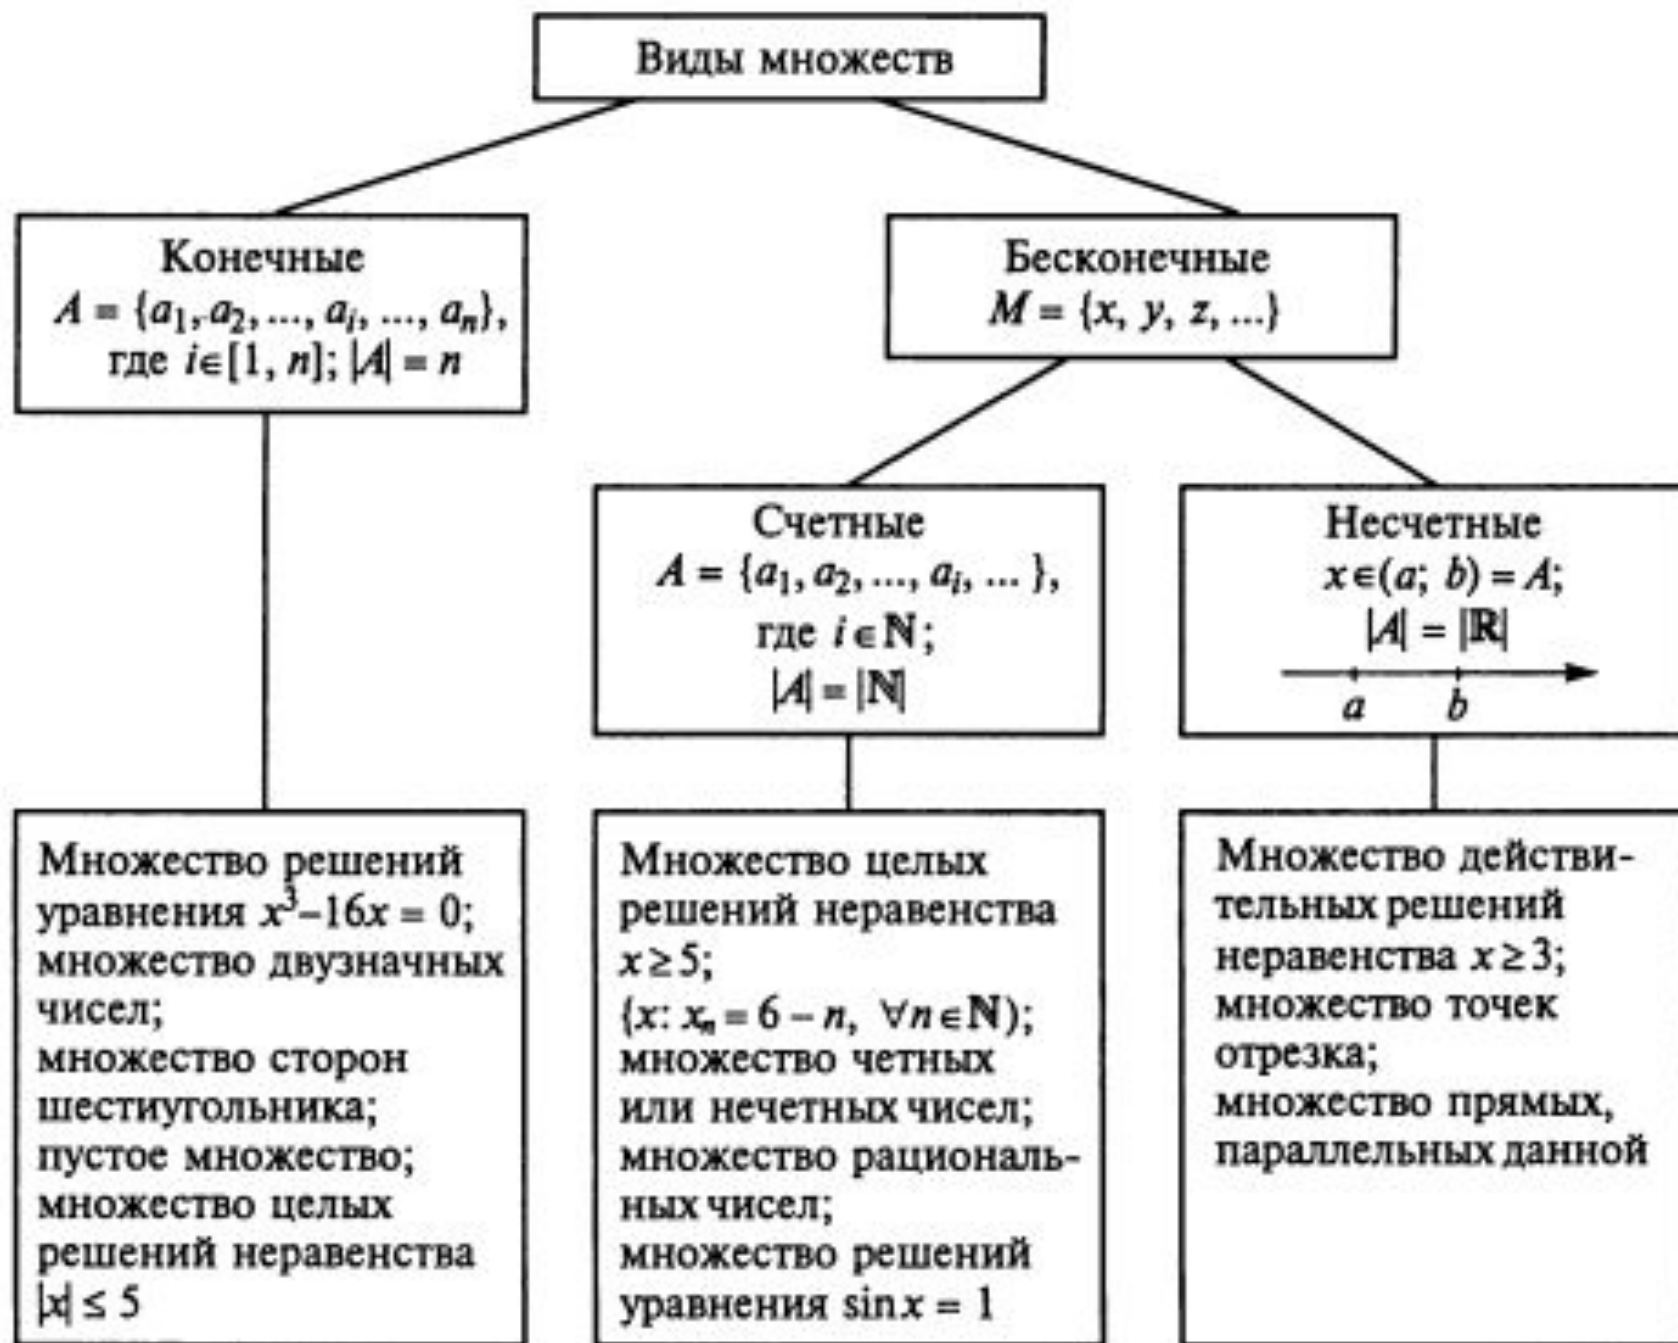 Виды множеств
Конечные
A = {a₁, a₂, ..., aᵢ, ..., aₙ},
где i∈[1, n]; |A| = n
Бесконечные
M = {x, y, z, ...}
Счетные
A = {a₁, a₂, ..., aᵢ, ... },
где i∈ℕ;
|A| = |ℕ|
Несчетные
x∈(a; b) = A;
|A| = |ℝ|
a b
Множество решений
уравнения x³–16x = 0;
множество двузначных
чисел;
множество сторон
шестиугольника;
пустое множество;
множество целых
решений неравенства
|x| ≤ 5
Множество целых
решений неравенства
x ≥ 5;
(x: xₙ = 6 – n, ∀n∈ℕ);
множество четных
или нечетных чисел;
множество рациональ-
ных чисел;
множество решений
уравнения sin x = 1
Множество действи-
тельных решений
неравенства x ≥ 3;
множество точек
отрезка;
множество прямых,
параллельных данной